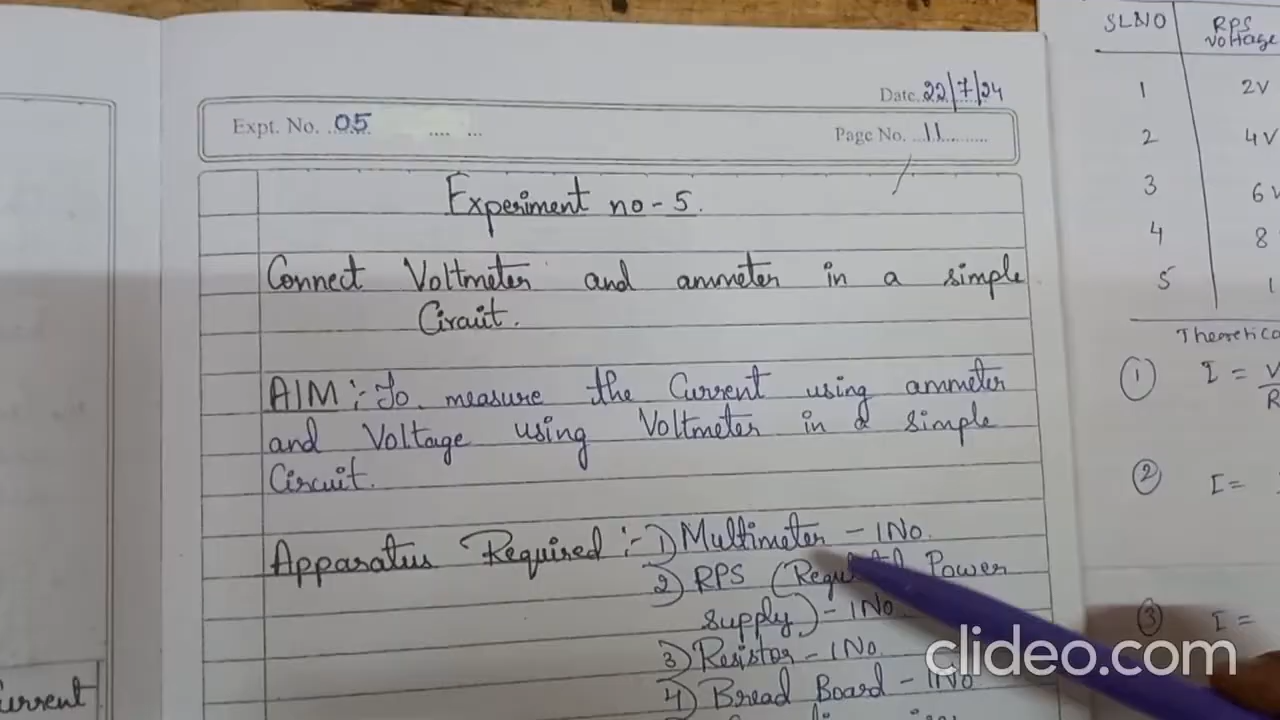 Date. 22/7/24
Expt. No. 05
Page No. 11
Experiment no - 5.
Connect Voltmeter and ammeter in a simple
Circuit.
AIM :- To measure the Current using ammeter
and Voltage using Voltmeter in a simple
Circuit.
Apparatus Required :- 1) Multimeter - 1No.
2) RPS ( Power
supply) - 1No.
3) Resistor - 1No.
4) Bread Board - 1No
Current
SLNO RPS Voltage
1 2V
2 4V
3 6
4 8
5 1
① I = V/R
② I =
③ I =
clideo.com